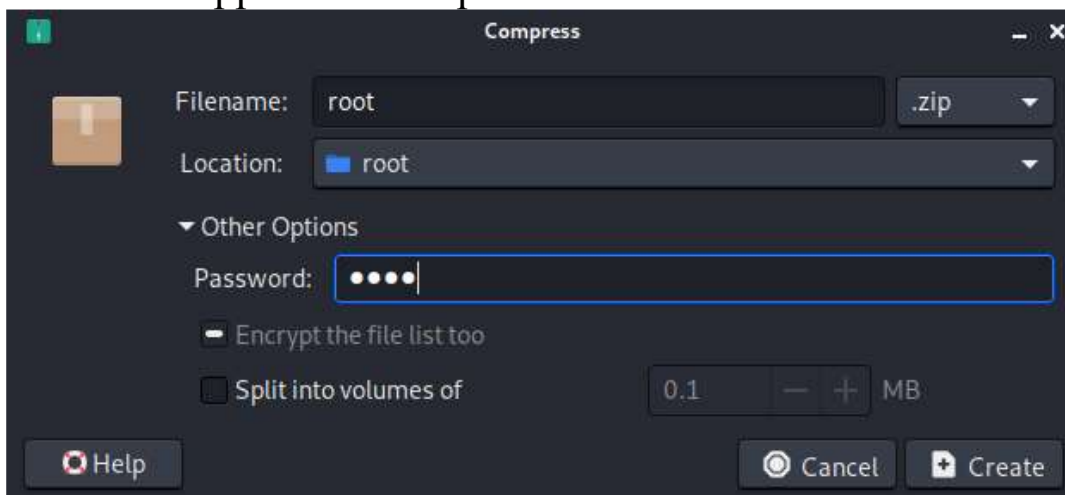 Compress
Filename: root .zip
Location: root
Other Options
Password: ••••
Encrypt the file list too
Split into volumes of 0.1 MB
Help Cancel Create